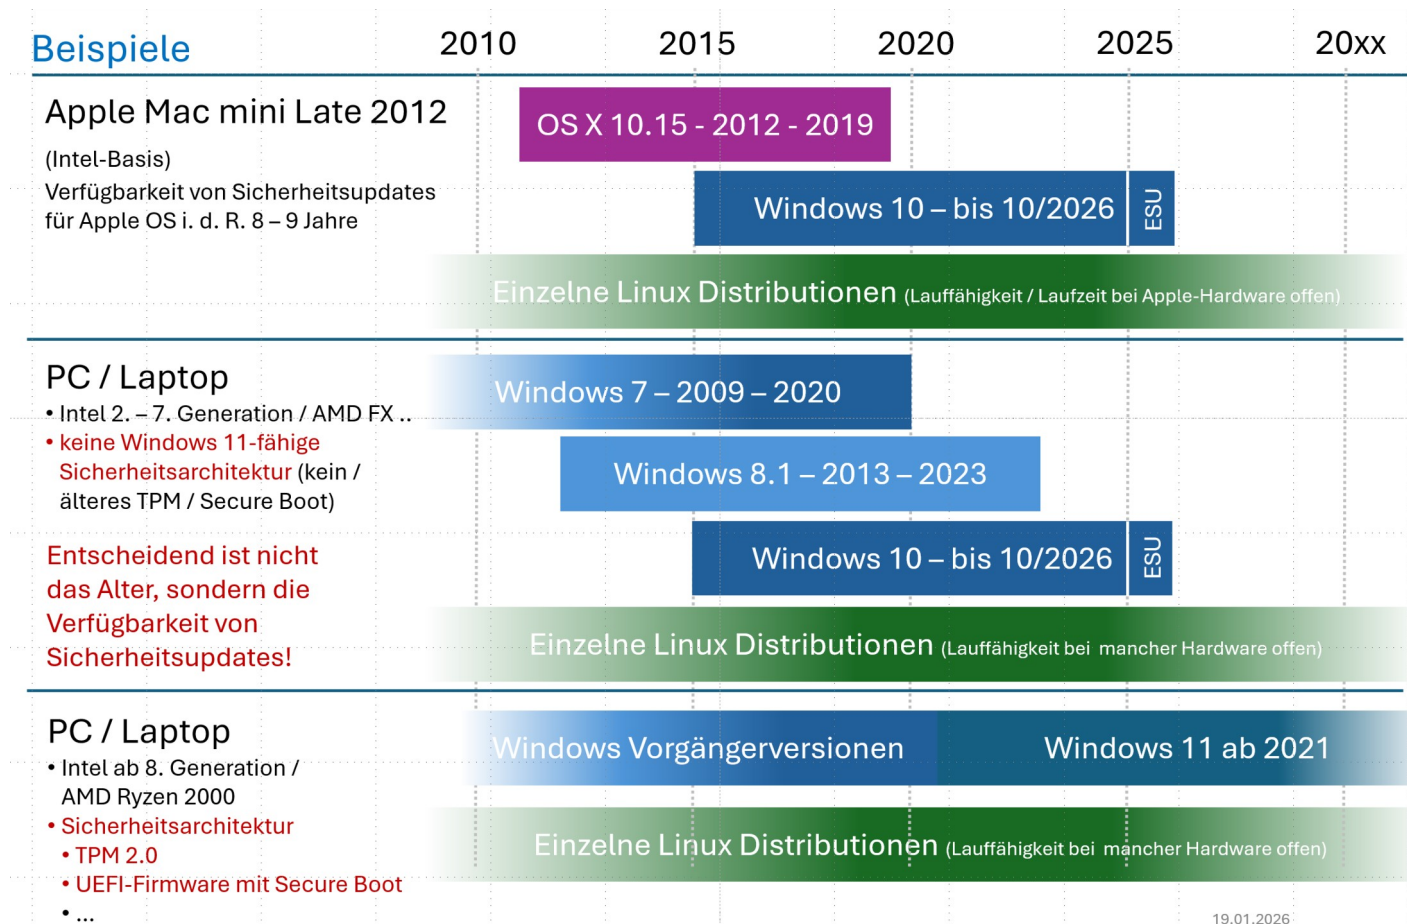 Beispiele 2010 2015 2020 2025 20xx
Apple Mac mini Late 2012
(Intel-Basis)
Verfügbarkeit von Sicherheitsupdates
für Apple OS i. d. R. 8 – 9 Jahre
OS X 10.15 - 2012 - 2019
Windows 10 – bis 10/2026 ESU
Einzelne Linux Distributionen (Lauffähigkeit / Laufzeit bei Apple-Hardware offen)
PC / Laptop
• Intel 2. – 7. Generation / AMD FX ..
• keine Windows 11-fähige
Sicherheitsarchitektur (kein /
älteres TPM / Secure Boot)
Entscheidend ist nicht
das Alter, sondern die
Verfügbarkeit von
Sicherheitsupdates!
Windows 7 – 2009 – 2020
Windows 8.1 – 2013 – 2023
Windows 10 – bis 10/2026 ESU
Einzelne Linux Distributionen (Lauffähigkeit bei mancher Hardware offen)
PC / Laptop
• Intel ab 8. Generation /
AMD Ryzen 2000
• Sicherheitsarchitektur
• TPM 2.0
• UEFI-Firmware mit Secure Boot
• ...
Windows Vorgängerversionen Windows 11 ab 2021
Einzelne Linux Distributionen (Lauffähigkeit bei mancher Hardware offen)
19.01.2026